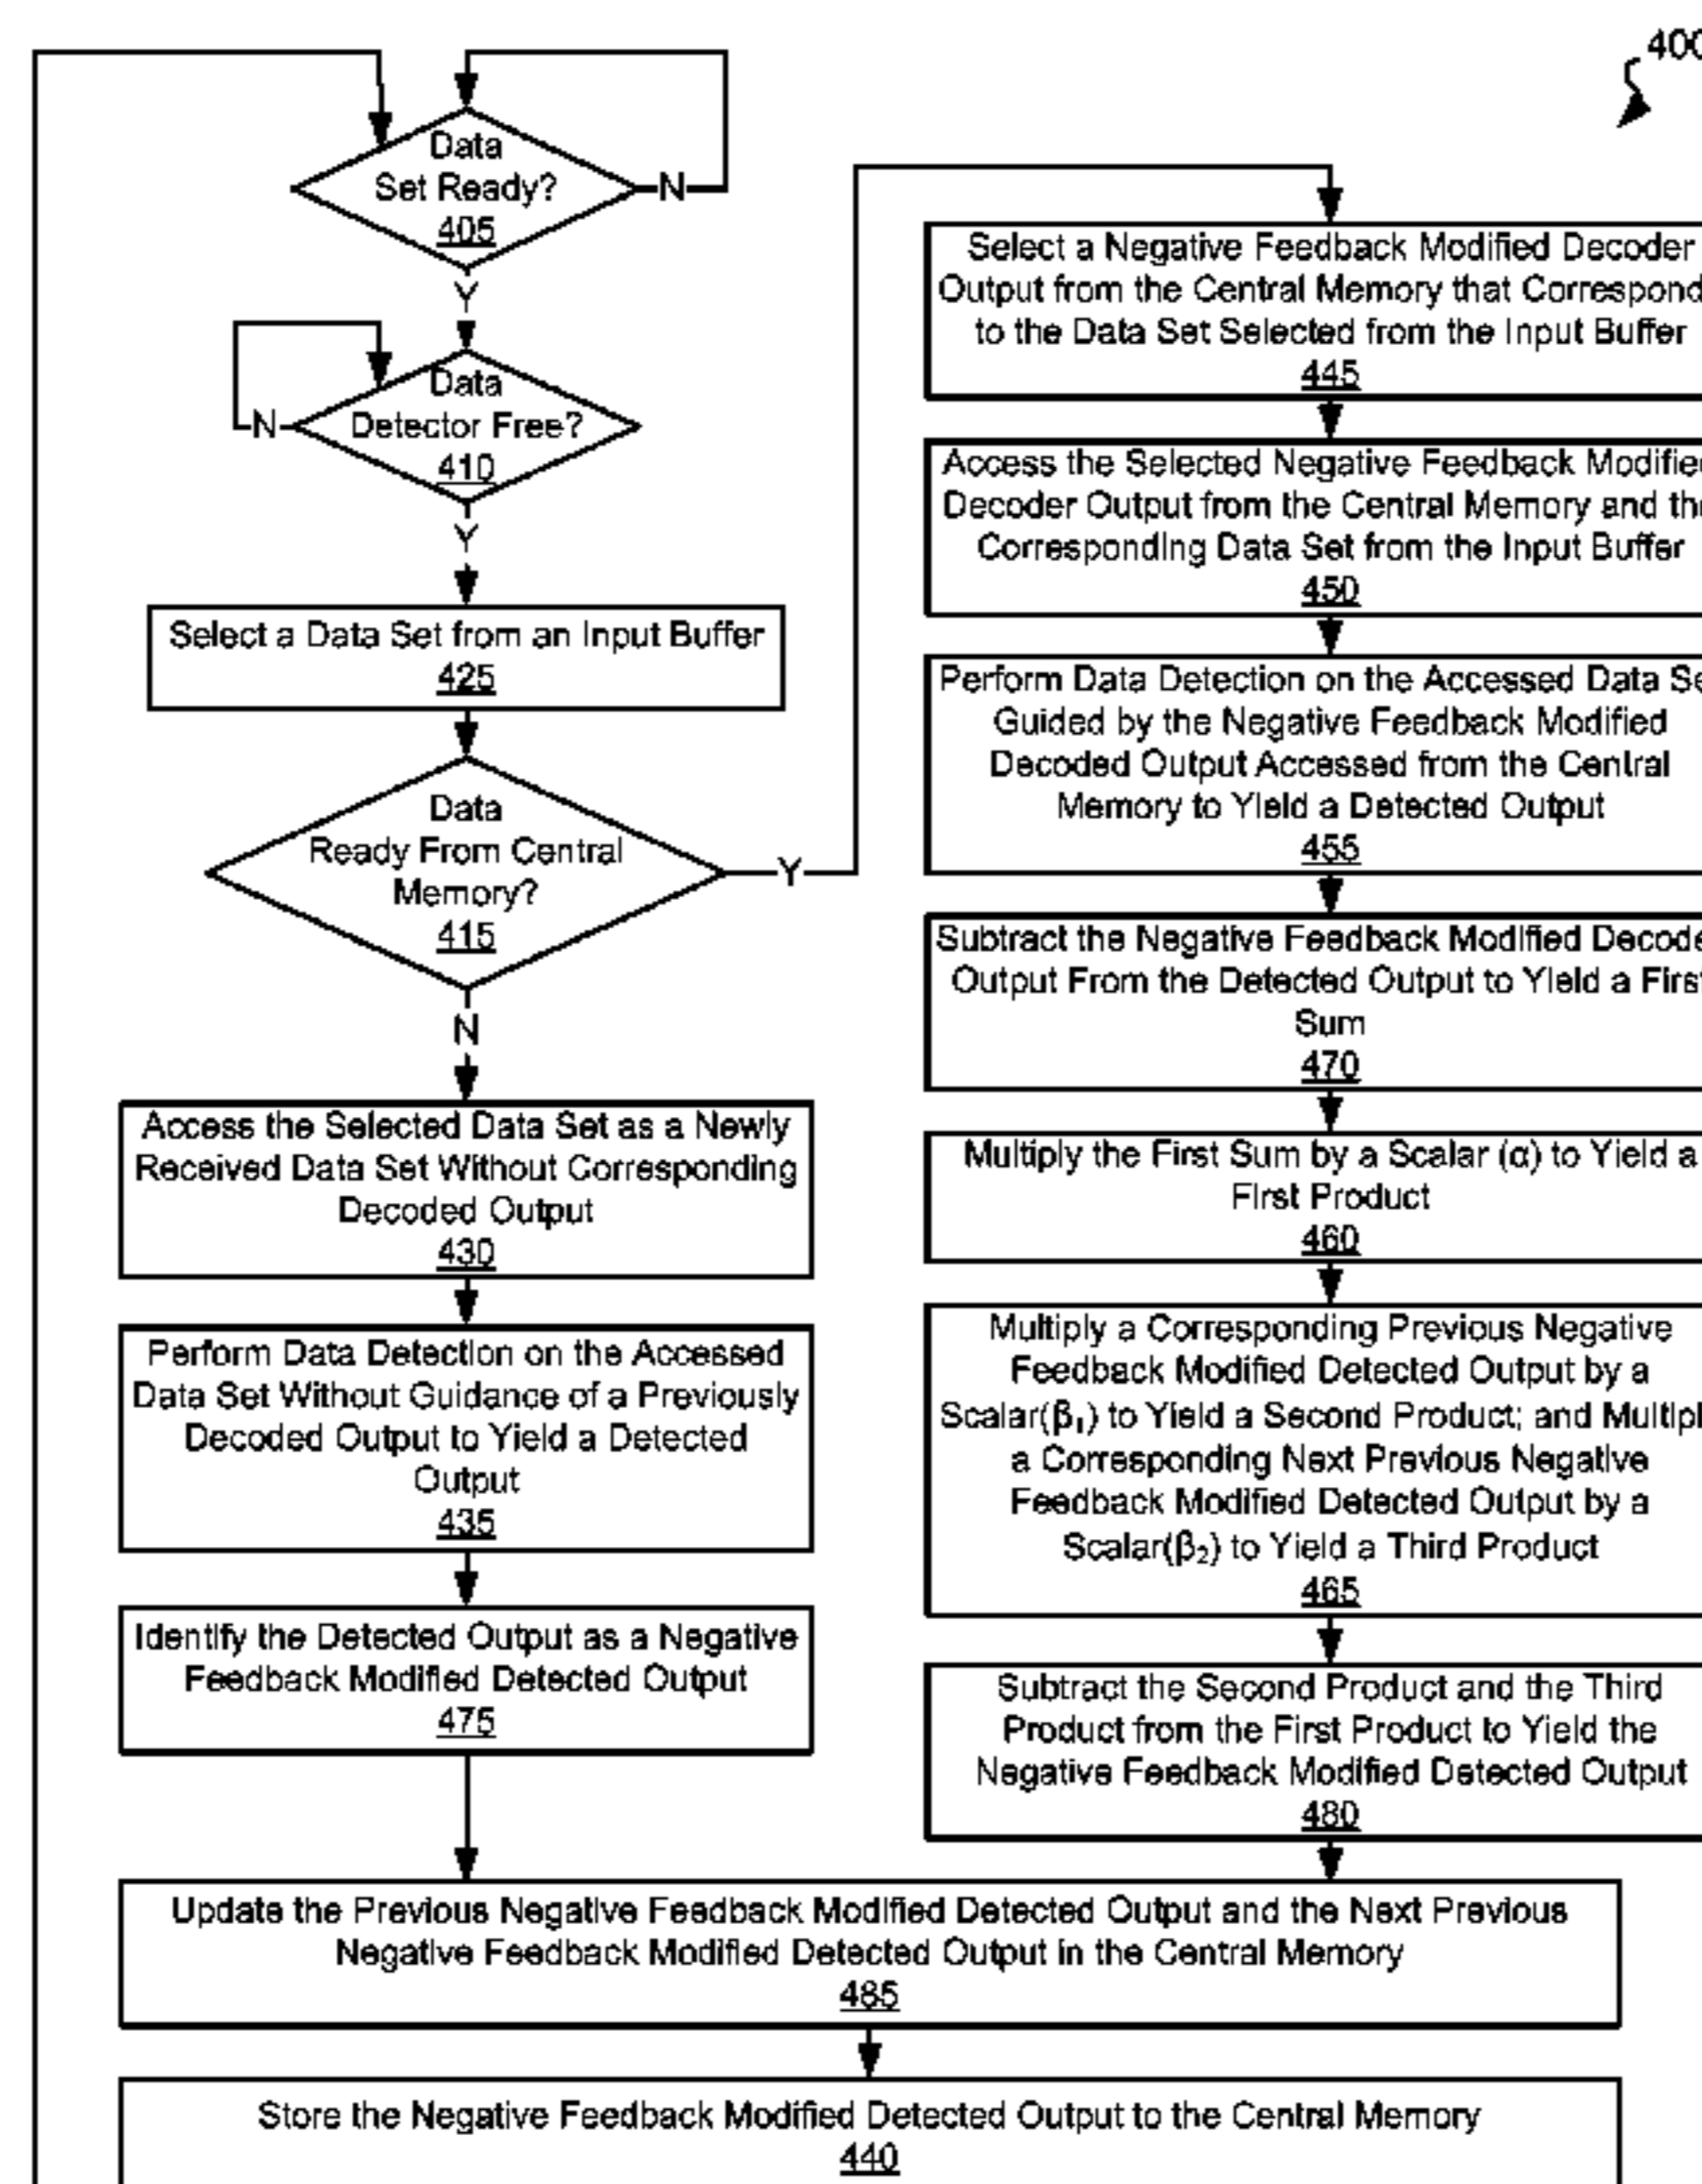 400
Data
Set Ready?
405
N
Y
Data
Detector Free?
410
N
Y
Select a Data Set from an Input Buffer
425
Data
Ready From Central
Memory?
415
Y
N
Access the Selected Data Set as a Newly
Received Data Set Without Corresponding
Decoded Output
430
Perform Data Detection on the Accessed
Data Set Without Guidance of a Previously
Decoded Output to Yield a Detected
Output
435
Identify the Detected Output as a Negative
Feedback Modified Detected Output
475
Select a Negative Feedback Modified Decoder
Output from the Central Memory that Correspond
to the Data Set Selected from the Input Buffer
445
Access the Selected Negative Feedback Modified
Decoder Output from the Central Memory and the
Corresponding Data Set from the Input Buffer
450
Perform Data Detection on the Accessed Data Se
Guided by the Negative Feedback Modified
Decoded Output Accessed from the Central
Memory to Yield a Detected Output
455
Subtract the Negative Feedback Modified Decode
Output From the Detected Output to Yield a First
Sum
470
Multiply the First Sum by a Scalar (α) to Yield a
First Product
460
Multiply a Corresponding Previous Negative
Feedback Modified Detected Output by a
Scalar(β₁) to Yield a Second Product; and Multipl
a Corresponding Next Previous Negative
Feedback Modified Detected Output by a
Scalar(β₂) to Yield a Third Product
465
Subtract the Second Product and the Third
Product from the First Product to Yield the
Negative Feedback Modified Detected Output
480
Update the Previous Negative Feedback Modified Detected Output and the Next Previous
Negative Feedback Modified Detected Output in the Central Memory
485
Store the Negative Feedback Modified Detected Output to the Central Memory
440